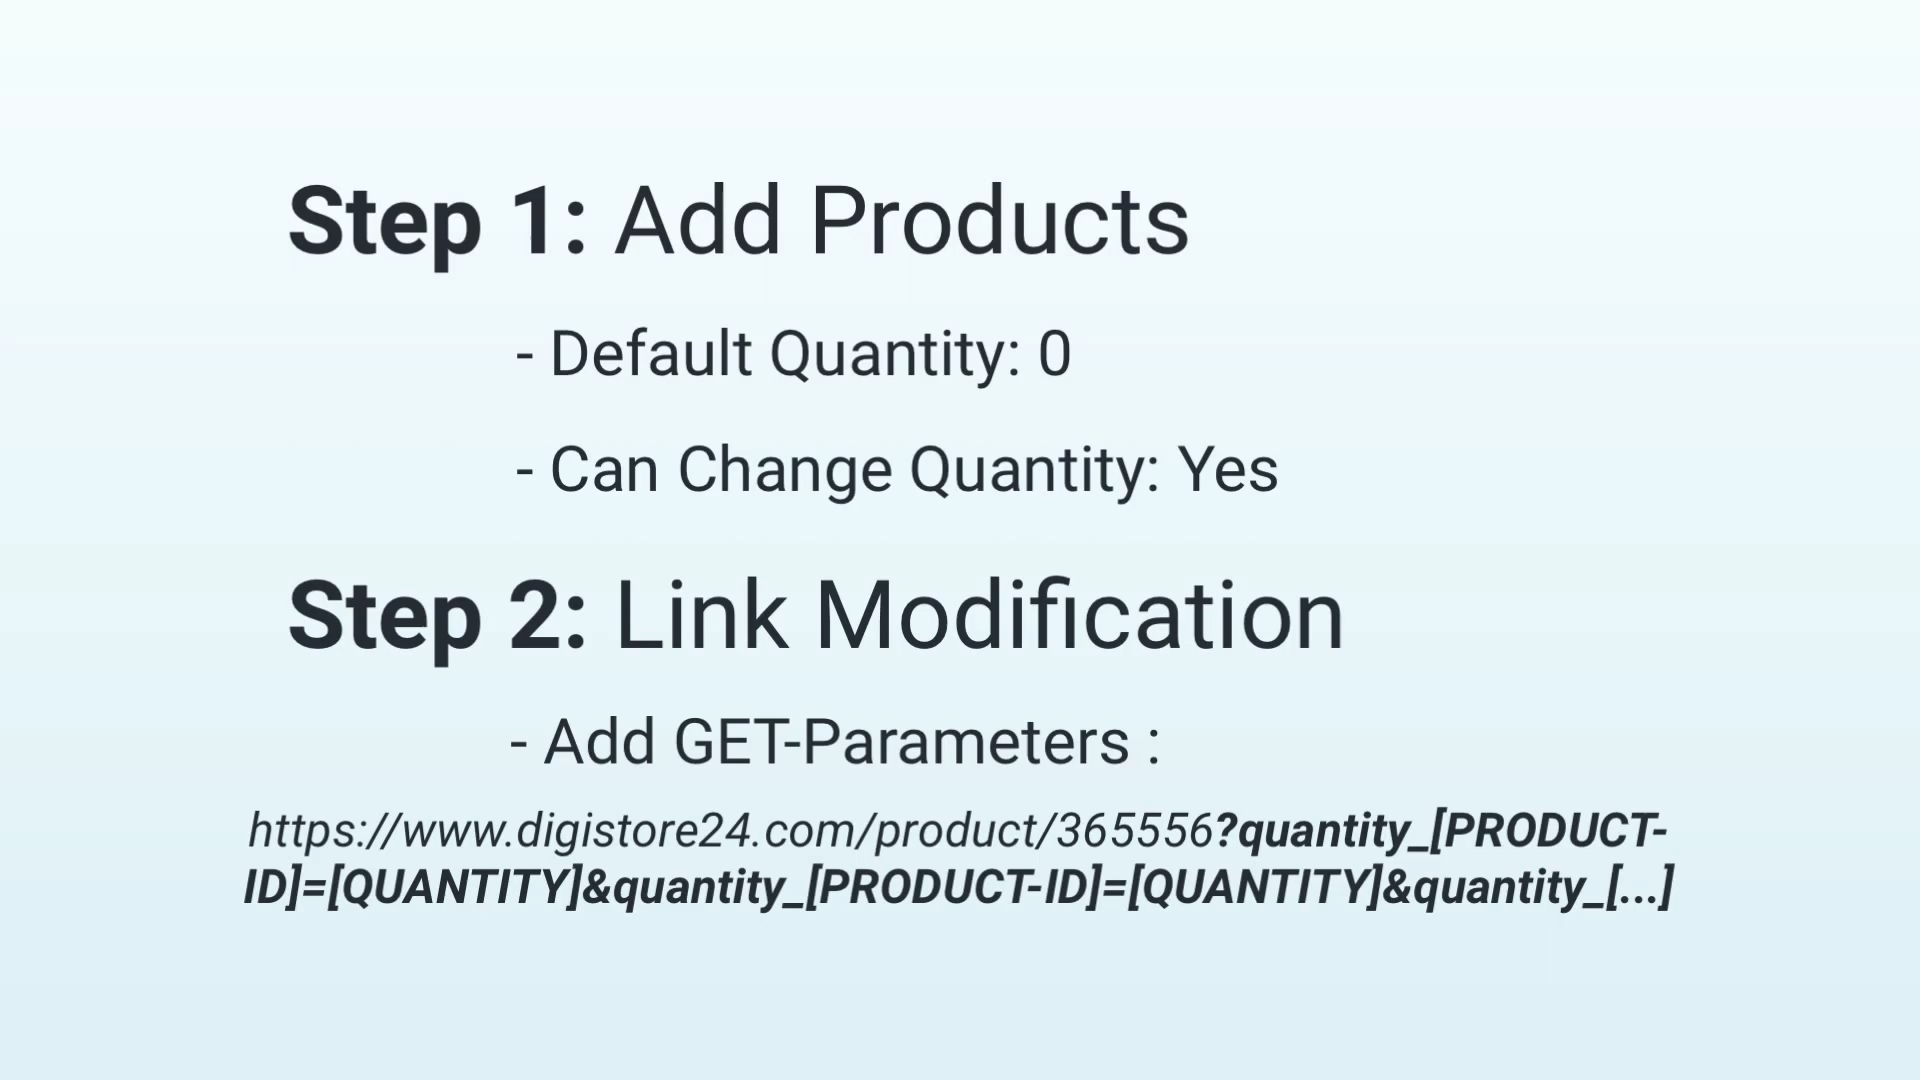 Step 1: Add Products
- Default Quantity: 0
- Can Change Quantity: Yes
Step 2: Link Modification
- Add GET-Parameters :
https://www.digistore24.com/product/365556?quantity_[PRODUCT-
ID]=[QUANTITY]&quantity_[PRODUCT-ID]=[QUANTITY]&quantity_[...]